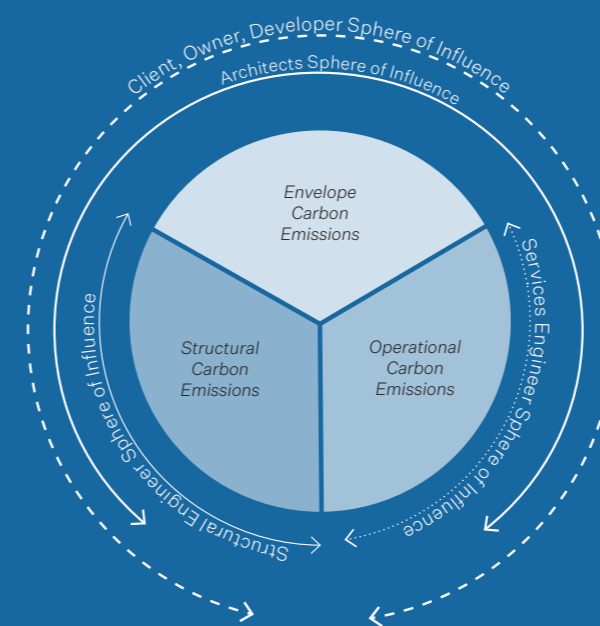 Client, Owner, Developer Sphere of Influence
Architects Sphere of Influence
Envelope
Carbon
Emissions
Structural Engineer Sphere of Influence
Services Engineer Sphere of Influence
Structural
Carbon
Emissions
Operational
Carbon
Emissions